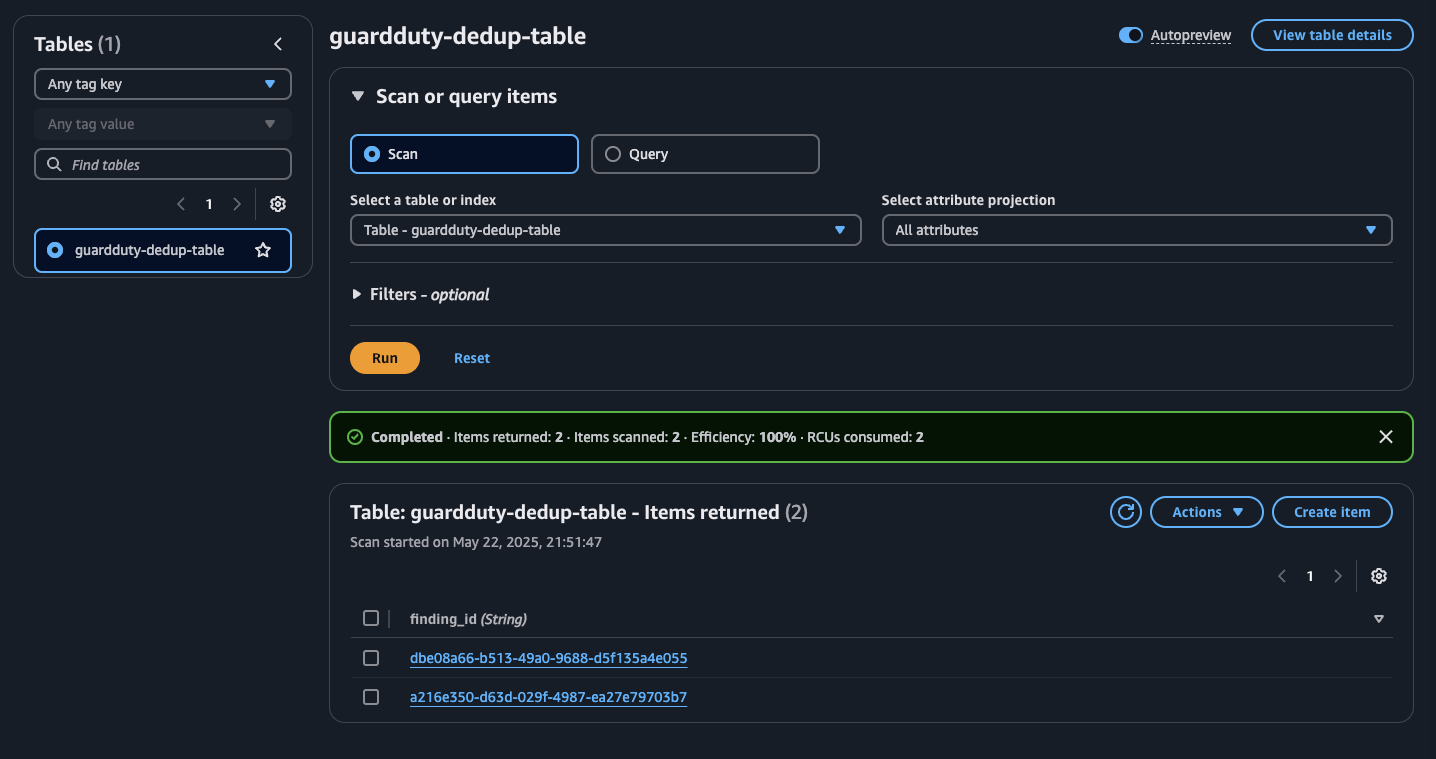 Tables (1)
Any tag key
Any tag value
Find tables
1
guardduty-dedup-table
guardduty-dedup-table
Autopreview
View table details
Scan or query items
Scan
Query
Select a table or index
Select attribute projection
Table - guardduty-dedup-table
All attributes
Filters - optional
Run
Reset
Completed · Items returned: 2 · Items scanned: 2 · Efficiency: 100% · RCUs consumed: 2
Table: guardduty-dedup-table - Items returned (2)
Actions
Create item
Scan started on May 22, 2025, 21:51:47
1
finding_id (String)
dbe08a66-b513-49a0-9688-d5f135a4e055
a216e350-d63d-029f-4987-ea27e79703b7